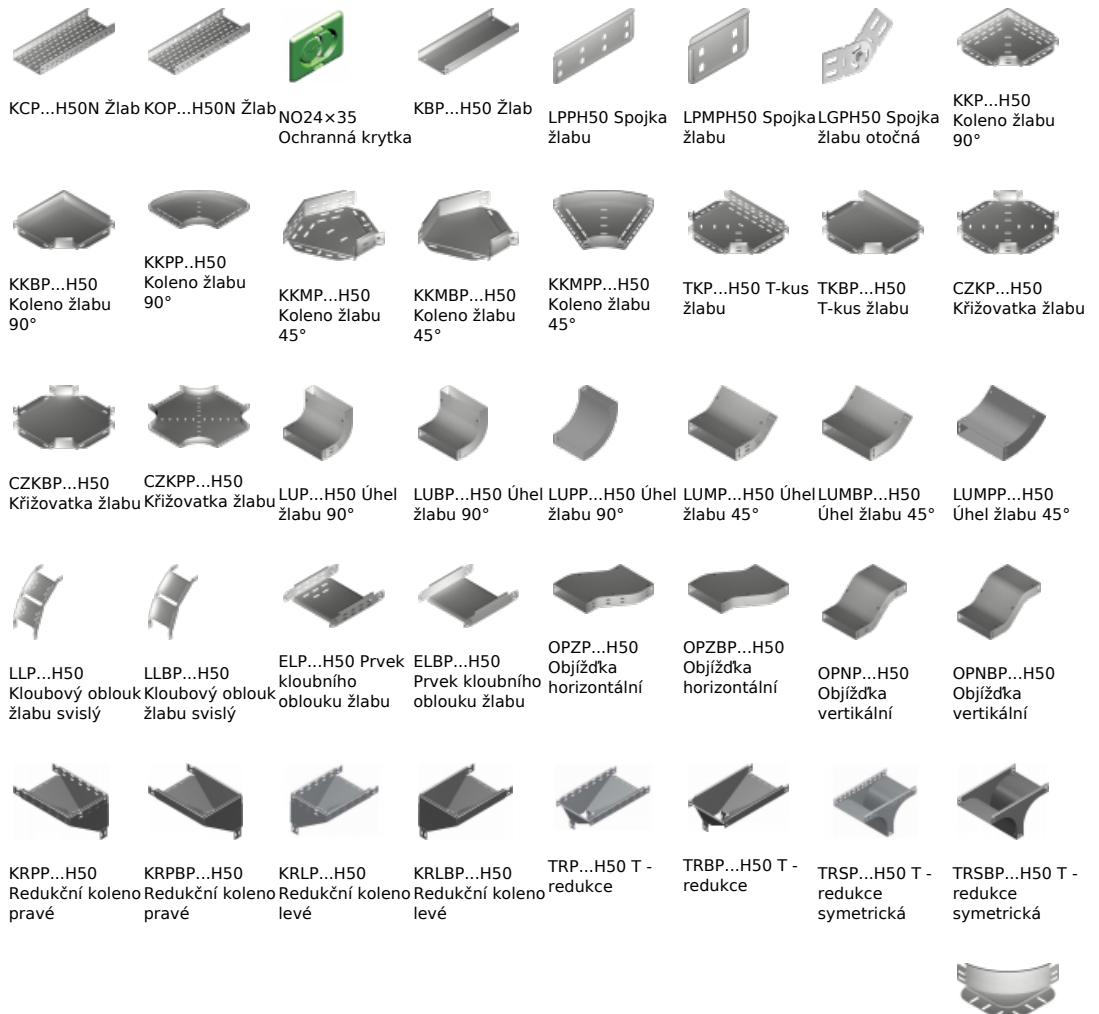 KCP...H50N Žlab
KOP...H50N Žlab
NO24×35
Ochranná krytka
KBP...H50 Žlab
LPPH50 Spojka
žlabu
LPMPH50 Spojka
žlabu
LGPH50 Spojka
žlabu otočná
KKP...H50
Koleno žlabu
90°
KKBP...H50
Koleno žlabu
90°
KKPP..H50
Koleno žlabu
90°
KKMP...H50
Koleno žlabu
45°
KKMBP...H50
Koleno žlabu
45°
KKMPP...H50
Koleno žlabu
45°
TKP...H50 T-kus
žlabu
TKBP...H50
T-kus žlabu
CZKP...H50
Křižovatka žlabu
CZKBP...H50
Křižovatka žlabu
CZKPP...H50
Křižovatka žlabu
LUP...H50 Úhel
žlabu 90°
LUBP...H50 Úhel
žlabu 90°
LUPP...H50 Úhel
žlabu 90°
LUMP...H50 Úhel
žlabu 45°
LUMBP...H50
Úhel žlabu 45°
LUMPP...H50
Úhel žlabu 45°
LLP...H50
Kloubový oblouk
žlabu svislý
LLBP...H50
Kloubový oblouk
žlabu svislý
ELP...H50 Prvek
kloubního
oblouku žlabu
ELBP...H50
Prvek kloubního
oblouku žlabu
OPZP...H50
Objížďka
horizontální
OPZBP...H50
Objížďka
horizontální
OPNP...H50
Objížďka
vertikální
OPNBP...H50
Objížďka
vertikální
KRPP...H50
Redukční koleno
pravé
KRPBP...H50
Redukční koleno
pravé
KRLP...H50
Redukční koleno
levé
KRLBP...H50
Redukční koleno
levé
TRP...H50 T -
redukce
TRBP...H50 T -
redukce
TRSP...H50 T -
redukce
symetrická
TRSBP...H50 T -
redukce
symetrická